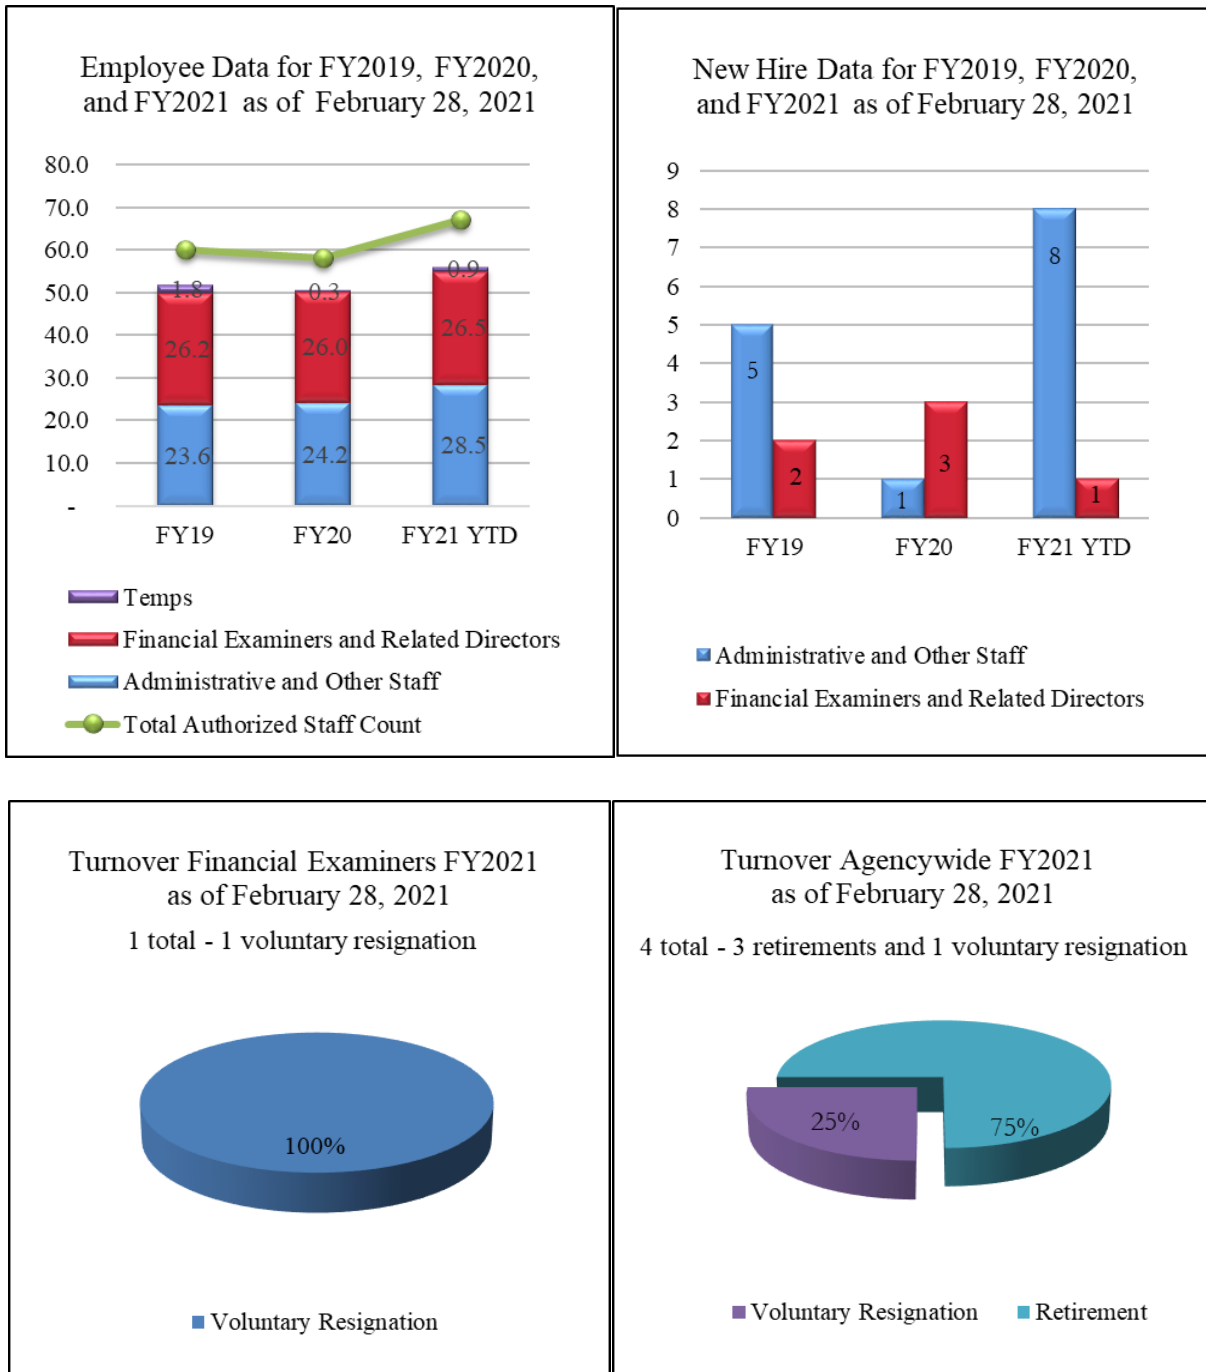 Employee Data for FY2019, FY2020,
and FY2021 as of February 28, 2021
80.0
70.0
60.0
50.0
40.0
30.0
20.0
10.0
-
1.8
0.3
0.9
26.2
26.0
26.5
23.6
24.2
28.5
FY19
FY20
FY21 YTD
Temps
Financial Examiners and Related Directors
Administrative and Other Staff
Total Authorized Staff Count
New Hire Data for FY2019, FY2020,
and FY2021 as of February 28, 2021
9
8
7
6
5
4
3
2
1
0
5
2
1
3
8
1
FY19
FY20
FY21 YTD
Administrative and Other Staff
Financial Examiners and Related Directors
Turnover Financial Examiners FY2021
as of February 28, 2021
1 total - 1 voluntary resignation
100%
Voluntary Resignation
Turnover Agencywide FY2021
as of February 28, 2021
4 total - 3 retirements and 1 voluntary resignation
25%
75%
Voluntary Resignation
Retirement